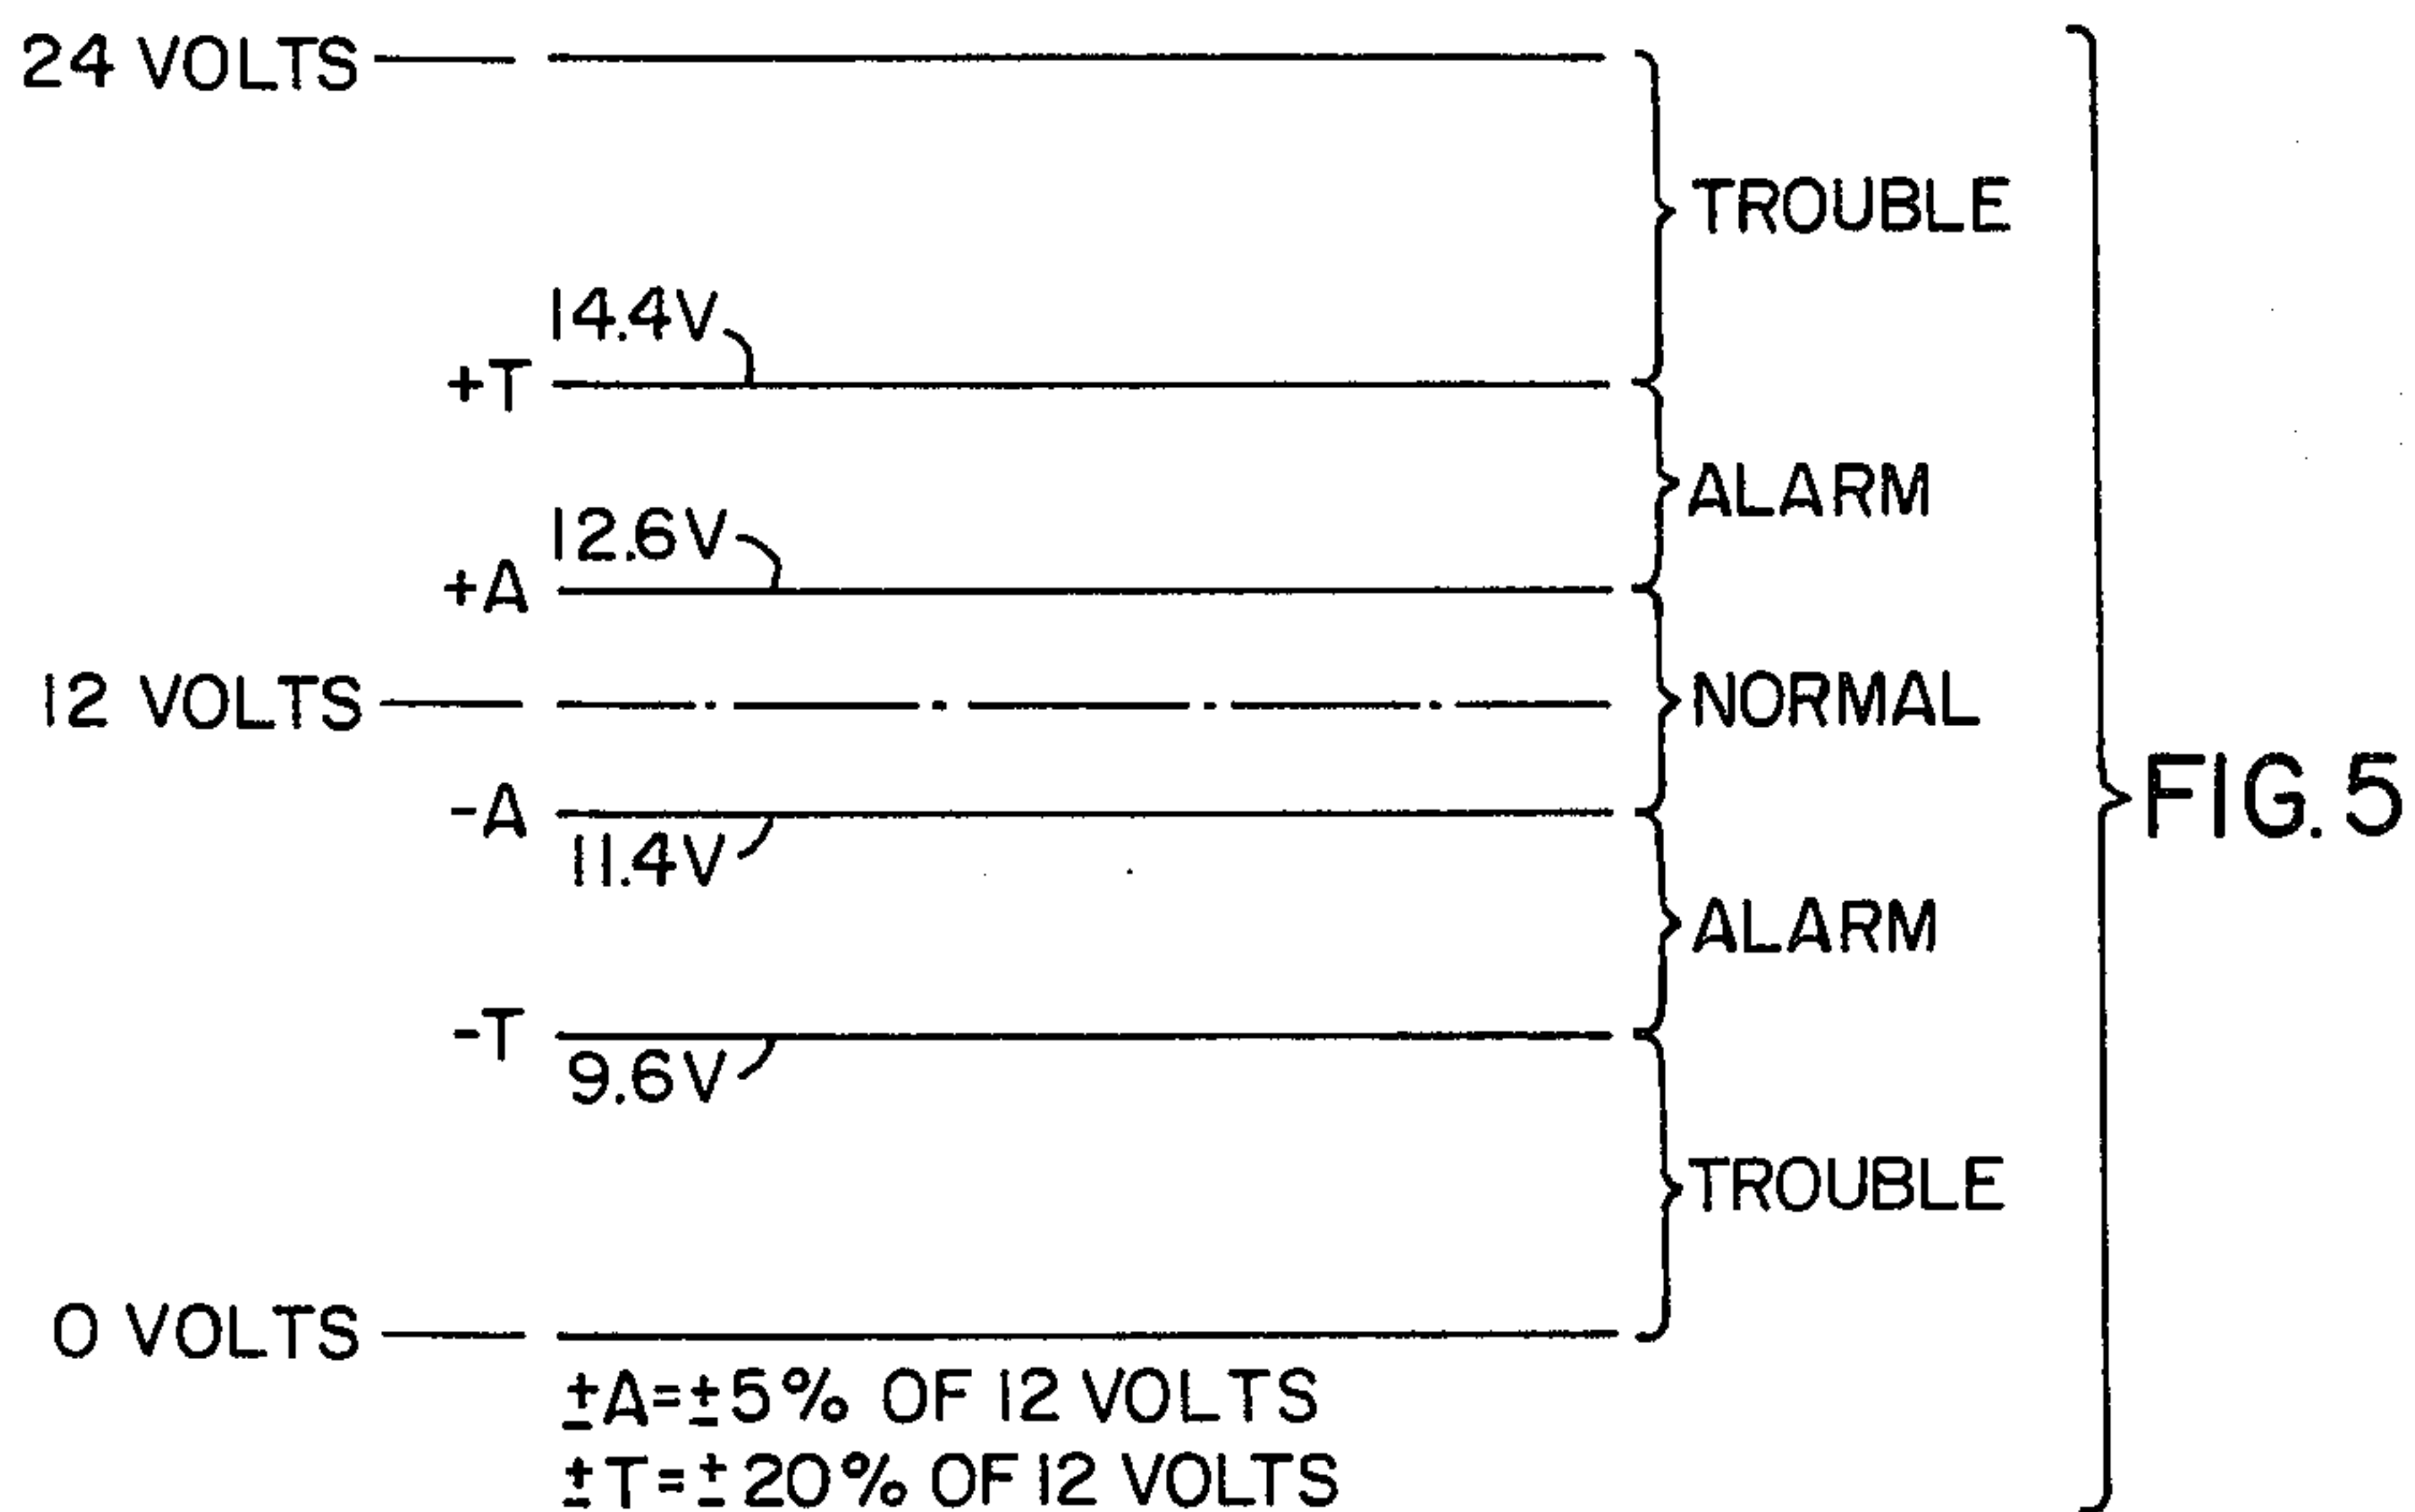 24 VOLTS
TROUBLE
14.4V
+T
ALARM
12.6V
+A
12 VOLTS
NORMAL
-A
11.4V
ALARM
-T
9.6V
TROUBLE
0 VOLTS
±A=±5% OF 12 VOLTS
±T=±20% OF 12 VOLTS
FIG. 5